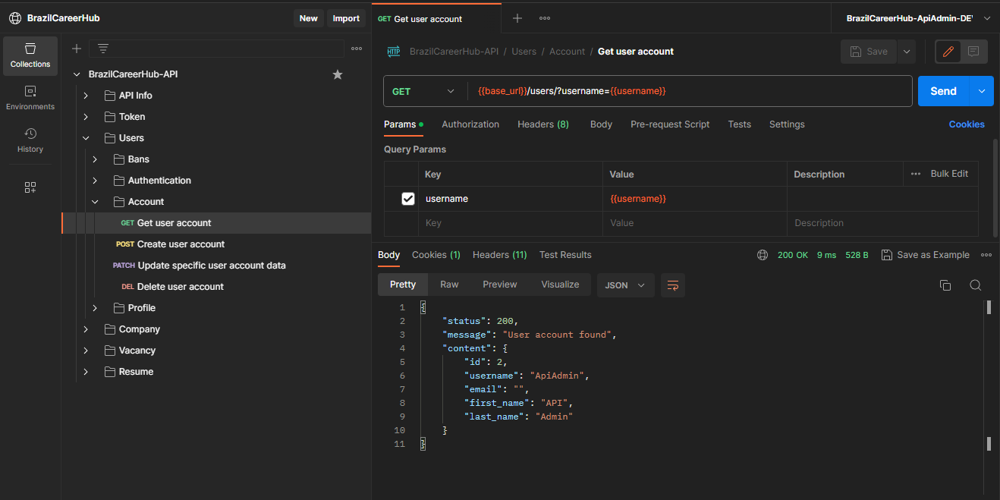 BrazilCareerHub
New
Import
GET Get user account
BrazilCareerHub-ApiAdmin-DE
Collections
Environments
History
BrazilCareerHub-API
API Info
Token
Users
Bans
Authentication
Account
GET Get user account
POST Create user account
PATCH Update specific user account data
DEL Delete user account
Profile
Company
Vacancy
Resume
HTTP BrazilCareerHub-API / Users / Account / Get user account
Save
GET {{base_url}}/users/?username={{username}}
Send
Params Authorization Headers (8) Body Pre-request Script Tests Settings Cookies
Query Params
Key Value Description Bulk Edit
username {{username}}
Key Value Description
Body Cookies (1) Headers (11) Test Results 200 OK 9 ms 528 B Save as Example
Pretty Raw Preview Visualize JSON
1 {
2 "status": 200,
3 "message": "User account found",
4 "content": {
5 "id": 2,
6 "username": "ApiAdmin",
7 "email": "",
8 "first_name": "API",
9 "last_name": "Admin"
10 }
11 }